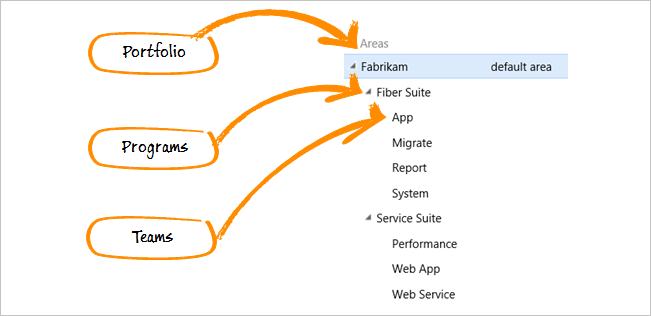 Portfolio
Areas
Fabrikam default area
Fiber Suite
App
Programs
Migrate
Report
System
Service Suite
Teams
Performance
Web App
Web Service